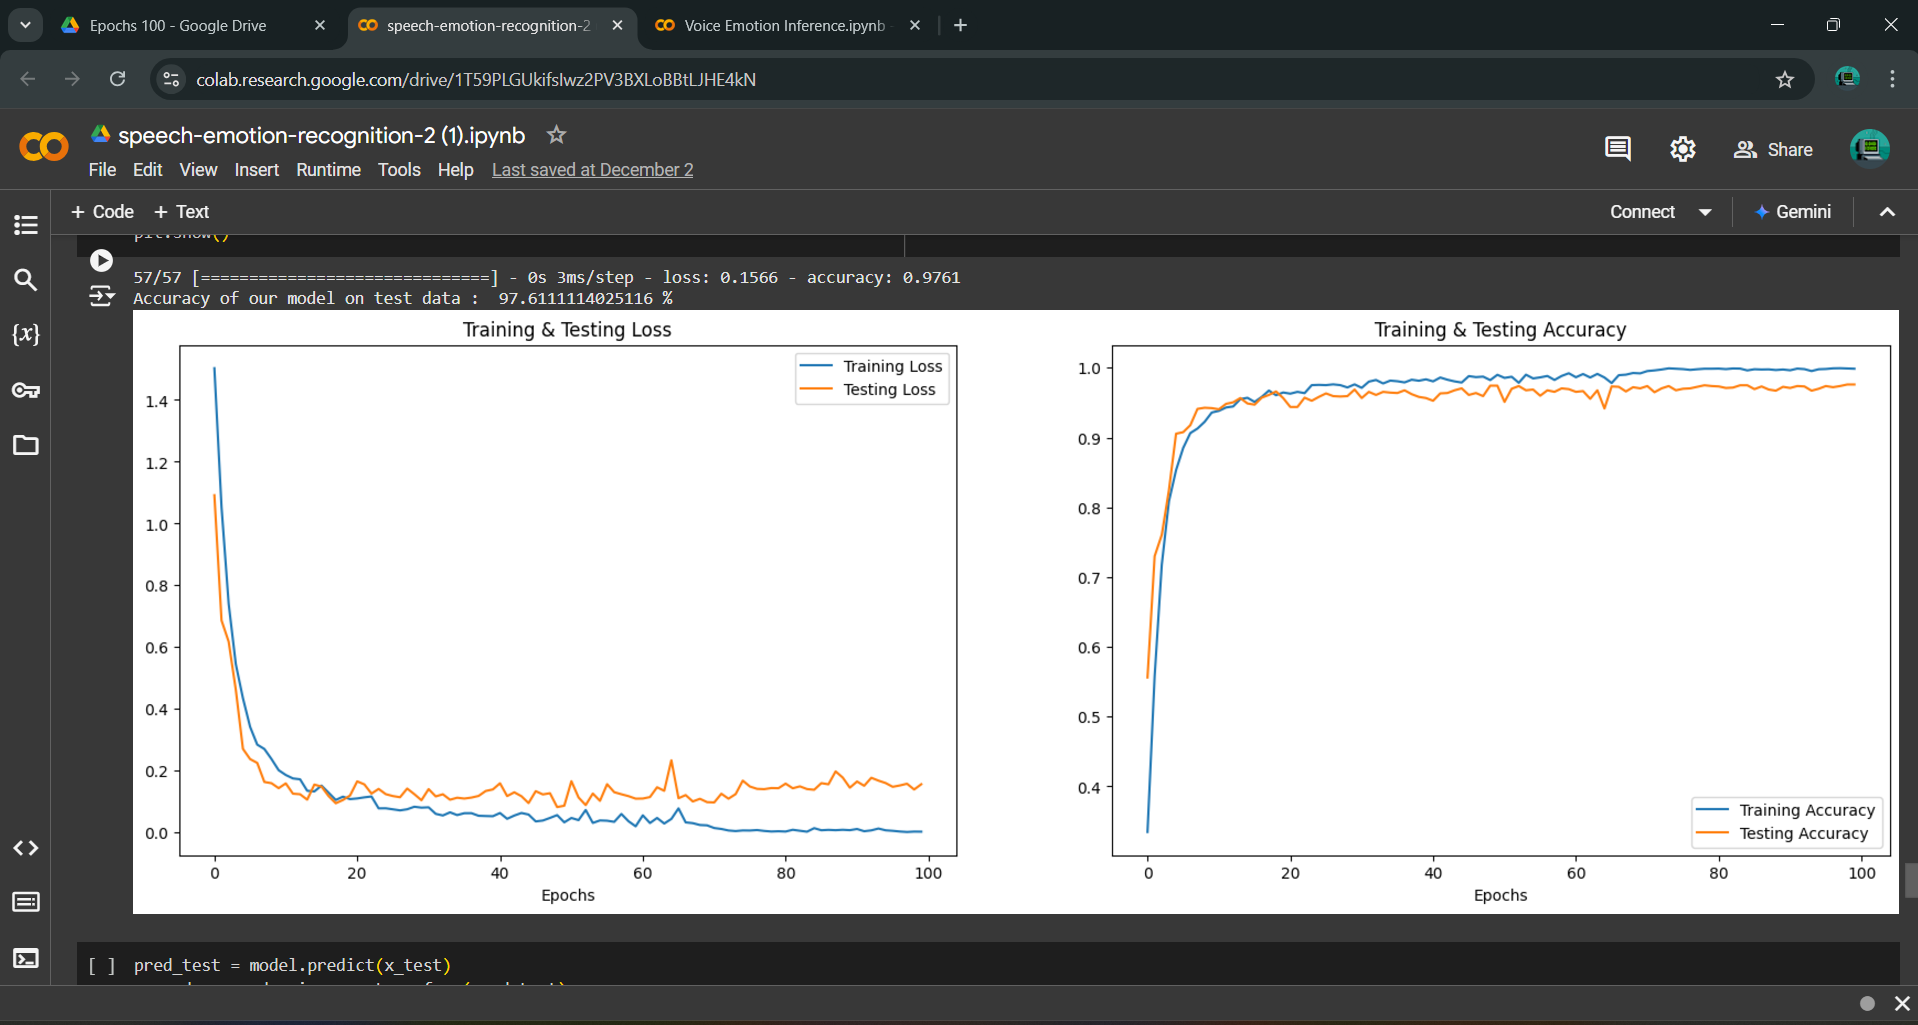 Epochs 100 - Google Drive
speech-emotion-recognition-2
Voice Emotion Inference.ipynb
colab.research.google.com/drive/1T59PLGUkifslwz2PV3BXLoBBtLJHE4kN
speech-emotion-recognition-2 (1).ipynb
File Edit View Insert Runtime Tools Help Last saved at December 2
Share
+ Code + Text
Connect
Gemini
plt.show()
57/57 [==============================] - 0s 3ms/step - loss: 0.1566 - accuracy: 0.9761
Accuracy of our model on test data : 97.6111114025116 %
Training & Testing Loss
Training Loss
Testing Loss
1.4
1.2
1.0
0.8
0.6
0.4
0.2
0.0
0 20 40 60 80 100
Epochs
Training & Testing Accuracy
1.0
0.9
0.8
0.7
0.6
0.5
0.4
Training Accuracy
Testing Accuracy
0 20 40 60 80 100
Epochs
[ ] pred_test = model.predict(x_test)